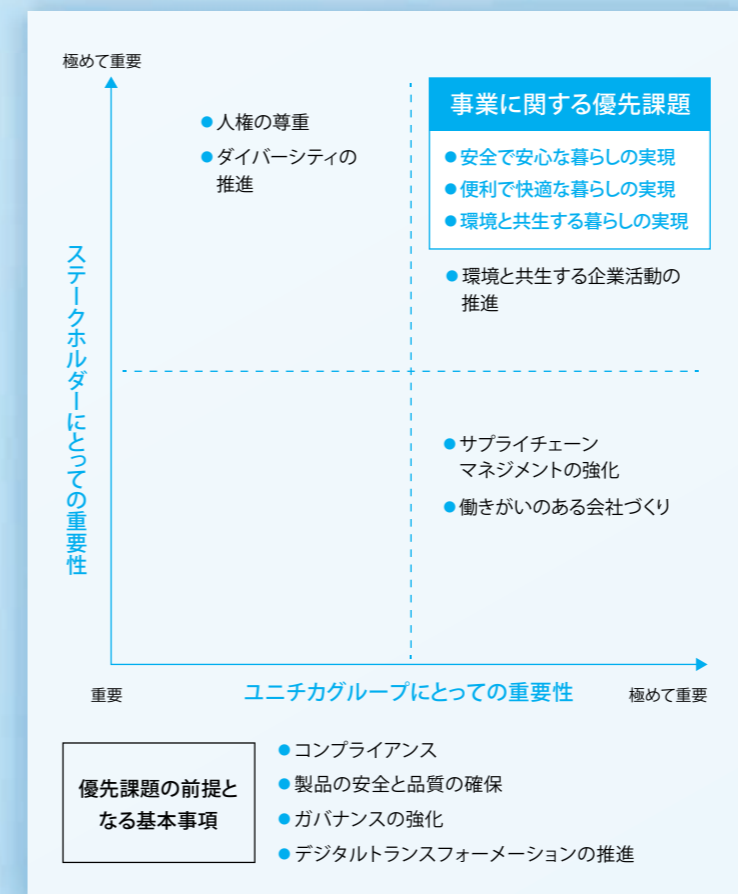 極めて重要
●人権の尊重
●ダイバーシティの
推進
事業に関する優先課題
●安全で安心な暮らしの実現
●便利で快適な暮らしの実現
●環境と共生する暮らしの実現
●環境と共生する企業活動の
推進
ステークホルダーにとっての重要性
●サプライチェーン
マネジメントの強化
●働きがいのある会社づくり
重要
ユニチカグループにとっての重要性
極めて重要
優先課題の前提と
なる基本事項
●コンプライアンス
●製品の安全と品質の確保
●ガバナンスの強化
●デジタルトランスフォーメーションの推進